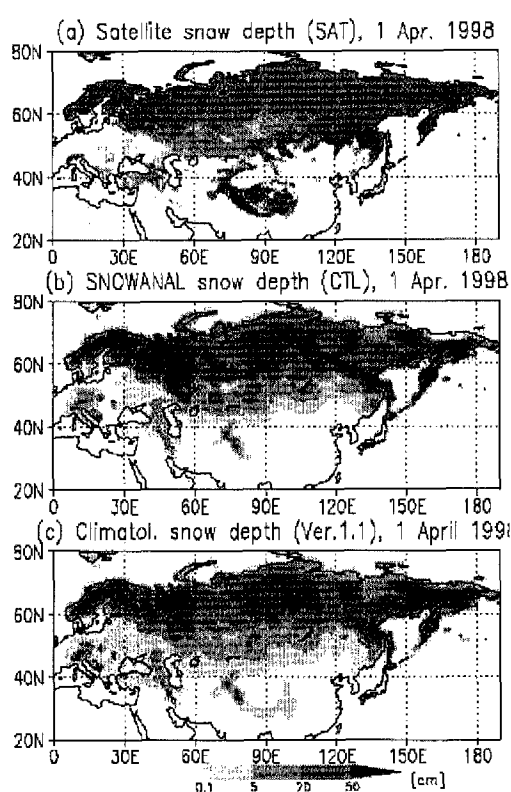 (a) Satellite snow depth (SAT), 1 Apr. 1998
80N
60N
40N
20N
0 30E 60E 90E 120E 150E 180
(b) SNOWANAL snow depth (CTL), 1 Apr. 1998
80N
60N
40N
20N
0 30E 60E 90E 120E 150E 180
(c) Climatol. snow depth (Ver.1.1), 1 April 199
80N
60N
40N
20N
0 30E 60E 90E 120E 150E 180
0.1 5 20 50 [cm]